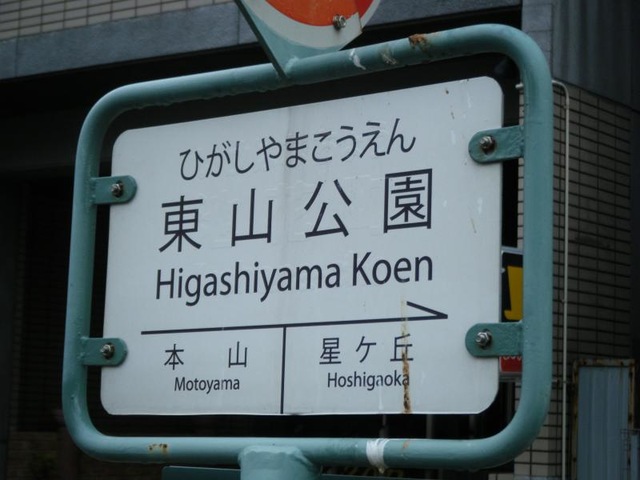 ひがしやまこうえん
東山公園
Higashiyama Koen
本山 星ケ丘
Motoyama Hoshigaoka